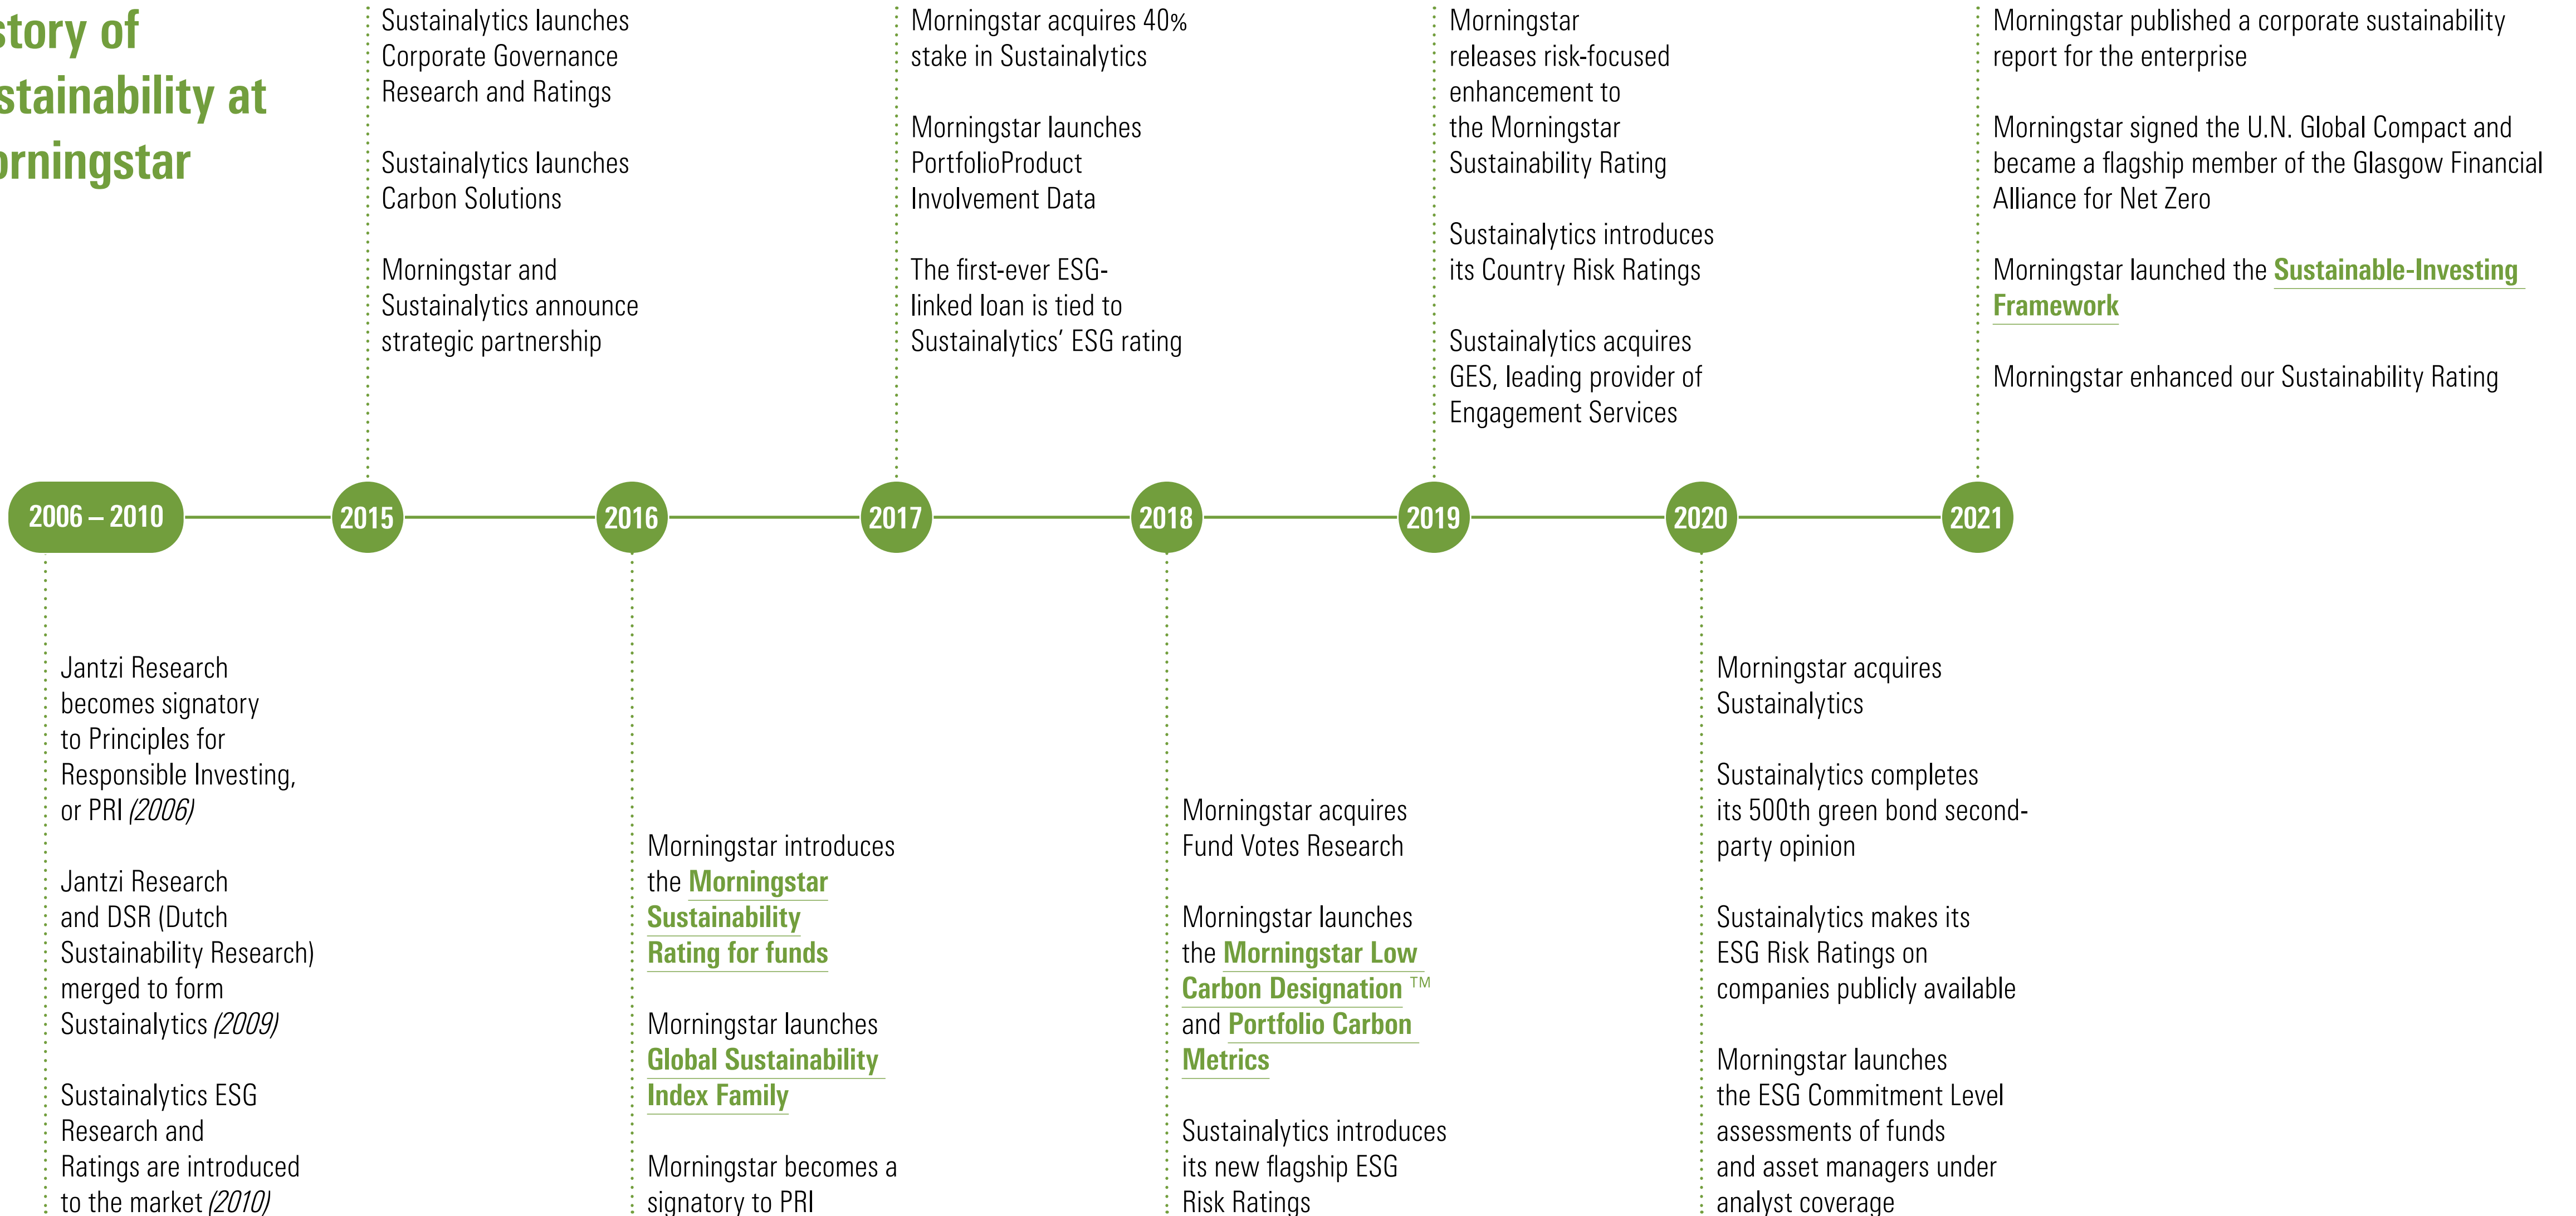 story of
stainability at
orningstar
Sustainalytics launches
Corporate Governance
Research and Ratings
Sustainalytics launches
Carbon Solutions
Morningstar and
Sustainalytics announce
strategic partnership
Morningstar acquires 40%
stake in Sustainalytics
Morningstar launches
PortfolioProduct
Involvement Data
The first-ever ESG-
linked loan is tied to
Sustainalytics’ ESG rating
Morningstar
releases risk-focused
enhancement to
the Morningstar
Sustainability Rating
Sustainalytics introduces
its Country Risk Ratings
Sustainalytics acquires
GES, leading provider of
Engagement Services
Morningstar published a corporate sustainability
report for the enterprise
Morningstar signed the U.N. Global Compact and
became a flagship member of the Glasgow Financial
Alliance for Net Zero
Morningstar launched the Sustainable-Investing
Framework
Morningstar enhanced our Sustainability Rating
2006 – 2010
2015
2016
2017
2018
2019
2020
2021
Jantzi Research
becomes signatory
to Principles for
Responsible Investing,
or PRI (2006)
Jantzi Research
and DSR (Dutch
Sustainability Research)
merged to form
Sustainalytics (2009)
Sustainalytics ESG
Research and
Ratings are introduced
to the market (2010)
Morningstar introduces
the Morningstar
Sustainability
Rating for funds
Morningstar launches
Global Sustainability
Index Family
Morningstar becomes a
signatory to PRI
Morningstar acquires
Fund Votes Research
Morningstar launches
the Morningstar Low
Carbon Designation ™
and Portfolio Carbon
Metrics
Sustainalytics introduces
its new flagship ESG
Risk Ratings
Morningstar acquires
Sustainalytics
Sustainalytics completes
its 500th green bond second-
party opinion
Sustainalytics makes its
ESG Risk Ratings on
companies publicly available
Morningstar launches
the ESG Commitment Level
assessments of funds
and asset managers under
analyst coverage